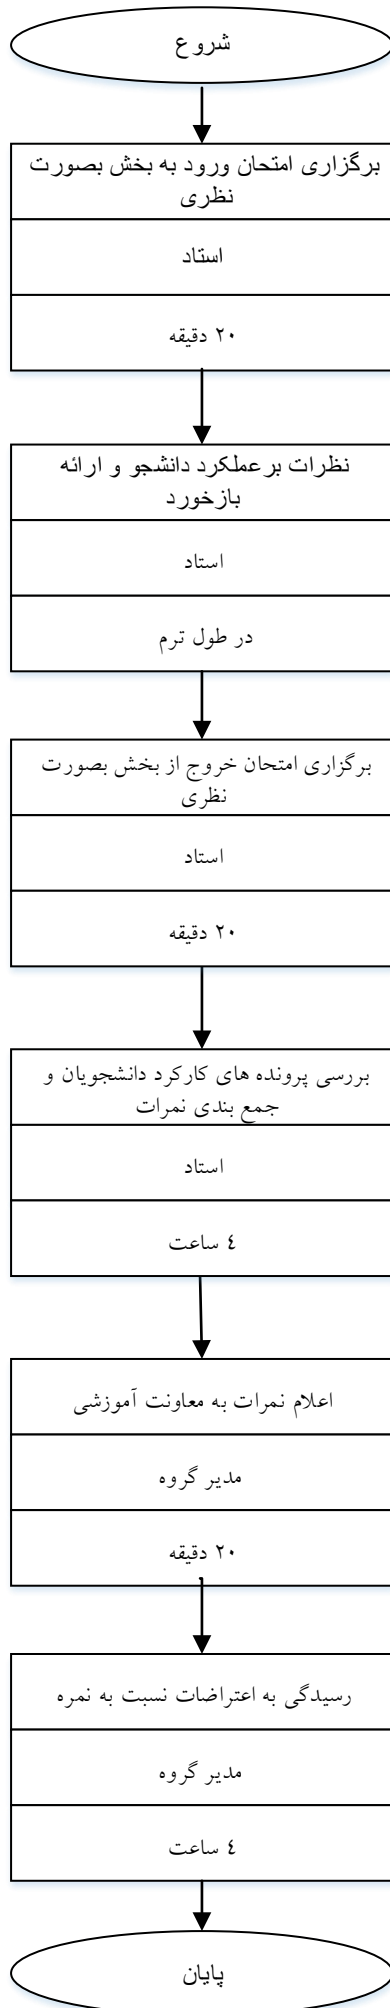 شروع
برگزاری امتحان ورود به بخش بصورت
نظری
استاد
۲۰ دقیقه
نظرات برعملکرد دانشجو و ارائه
بازخورد
استاد
در طول ترم
برگزاری امتحان خروج از بخش بصورت
نظری
استاد
۲۰ دقیقه
بررسی پرونده های کارکرد دانشجویان و
جمع بندی نمرات
استاد
٤ ساعت
اعلام نمرات به معاونت آموزشی
مدیر گروه
۲۰ دقیقه
رسیدگی به اعتراضات نسبت به نمره
مدیر گروه
٤ ساعت
پایان